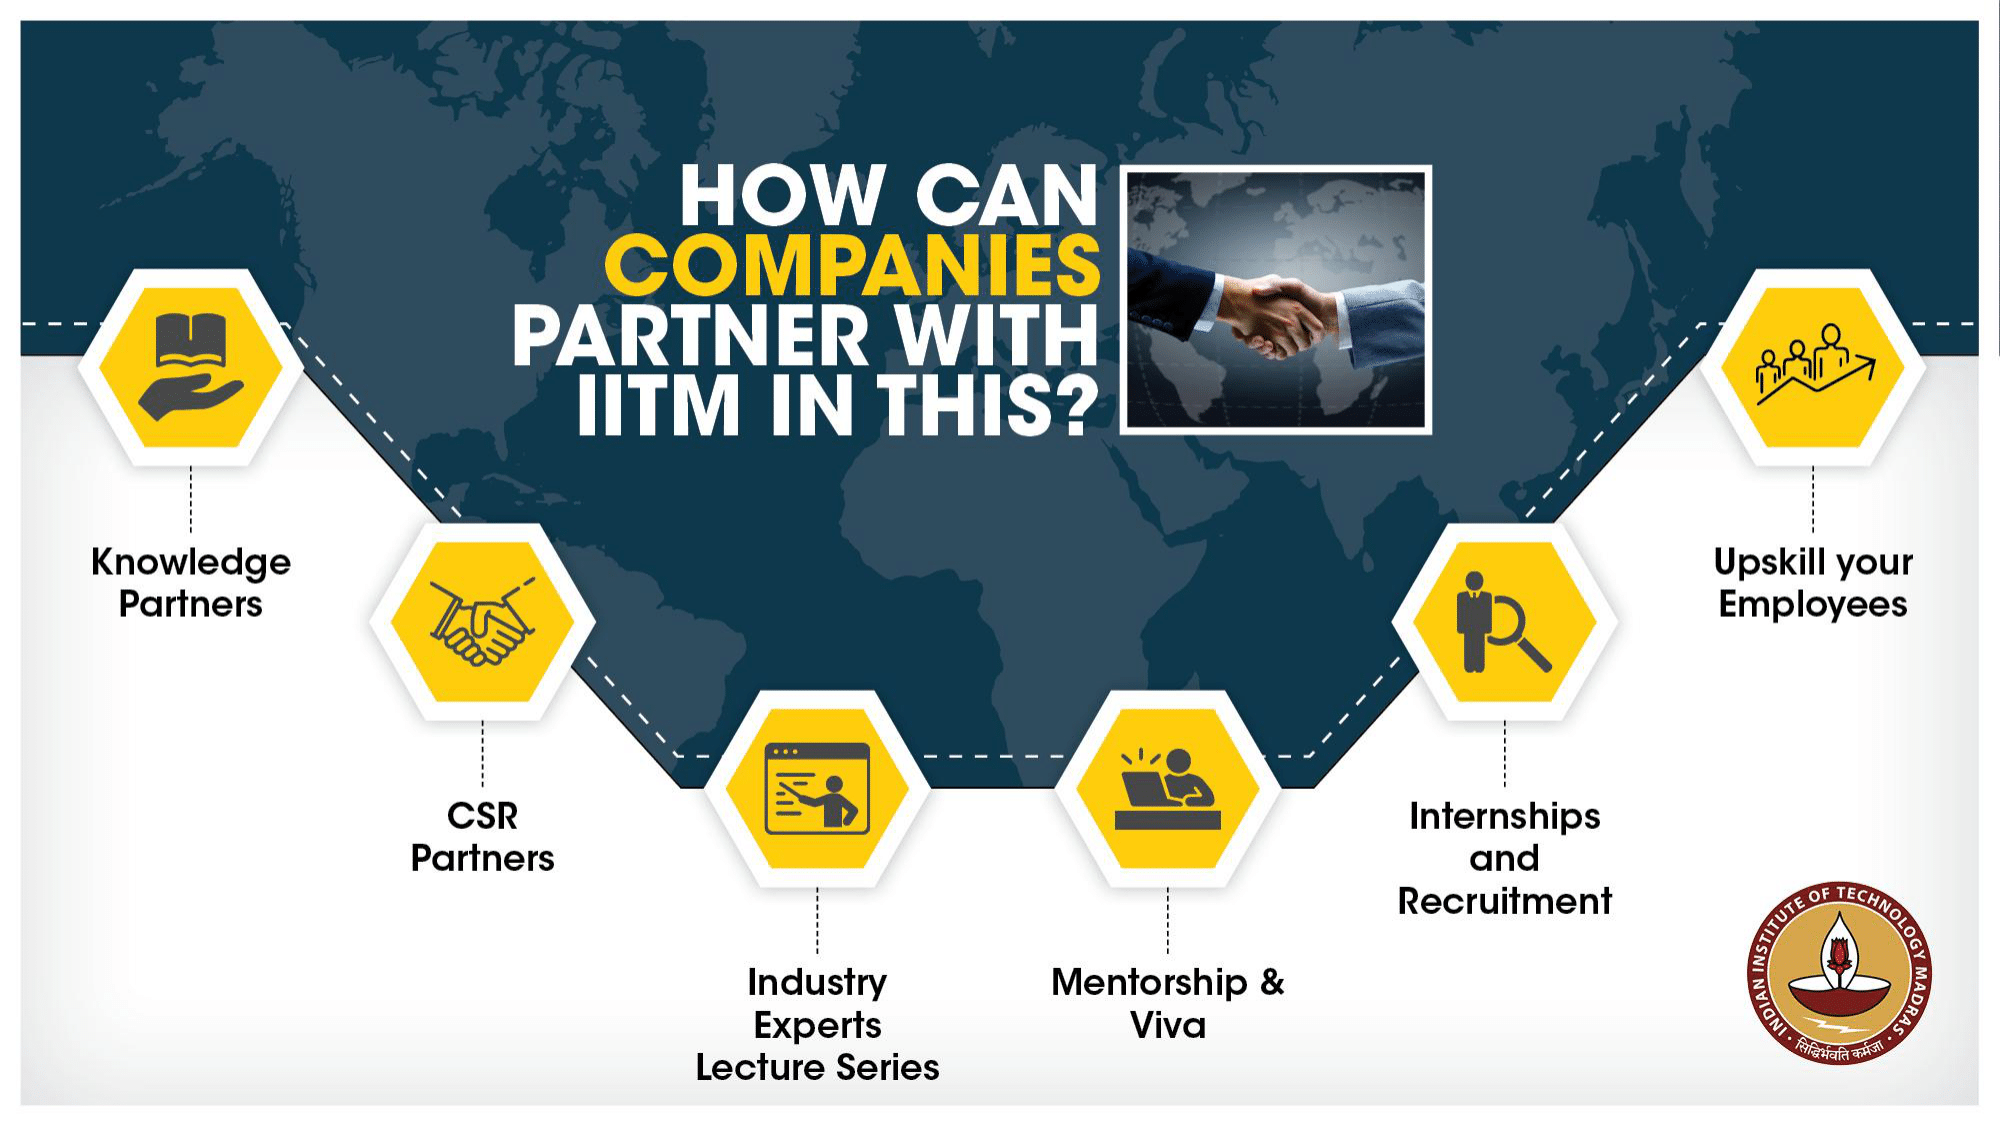 HOW CAN
COMPANIES
PARTNER WITH
IITM IN THIS?
Knowledge
Partners
CSR
Partners
Industry
Experts
Lecture Series
Mentorship &
Viva
Internships
and
Recruitment
Upskill your
Employees
INDIAN INSTITUTE OF TECHNOLOGY MADRAS
सिद्धिर्भवति कर्मजा